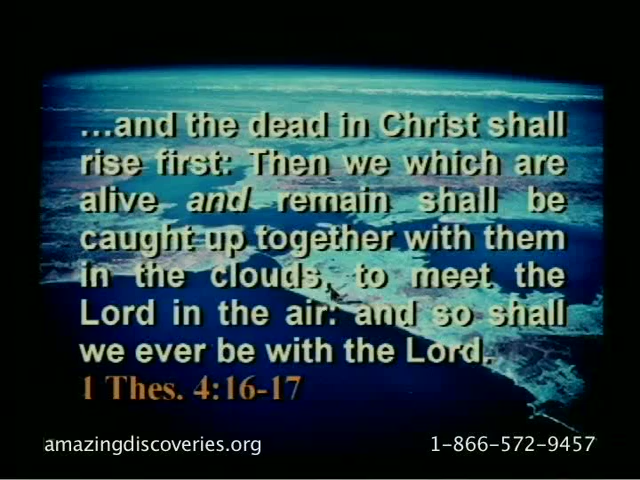 ...and the dead in Christ shall
rise first: Then we which are
alive and remain shall be
caught up together with them
in the clouds, to meet the
Lord in the air: and so shall
we ever be with the Lord.
1 Thes. 4:16-17
amazingdiscoveries.org 1-866-572-9457